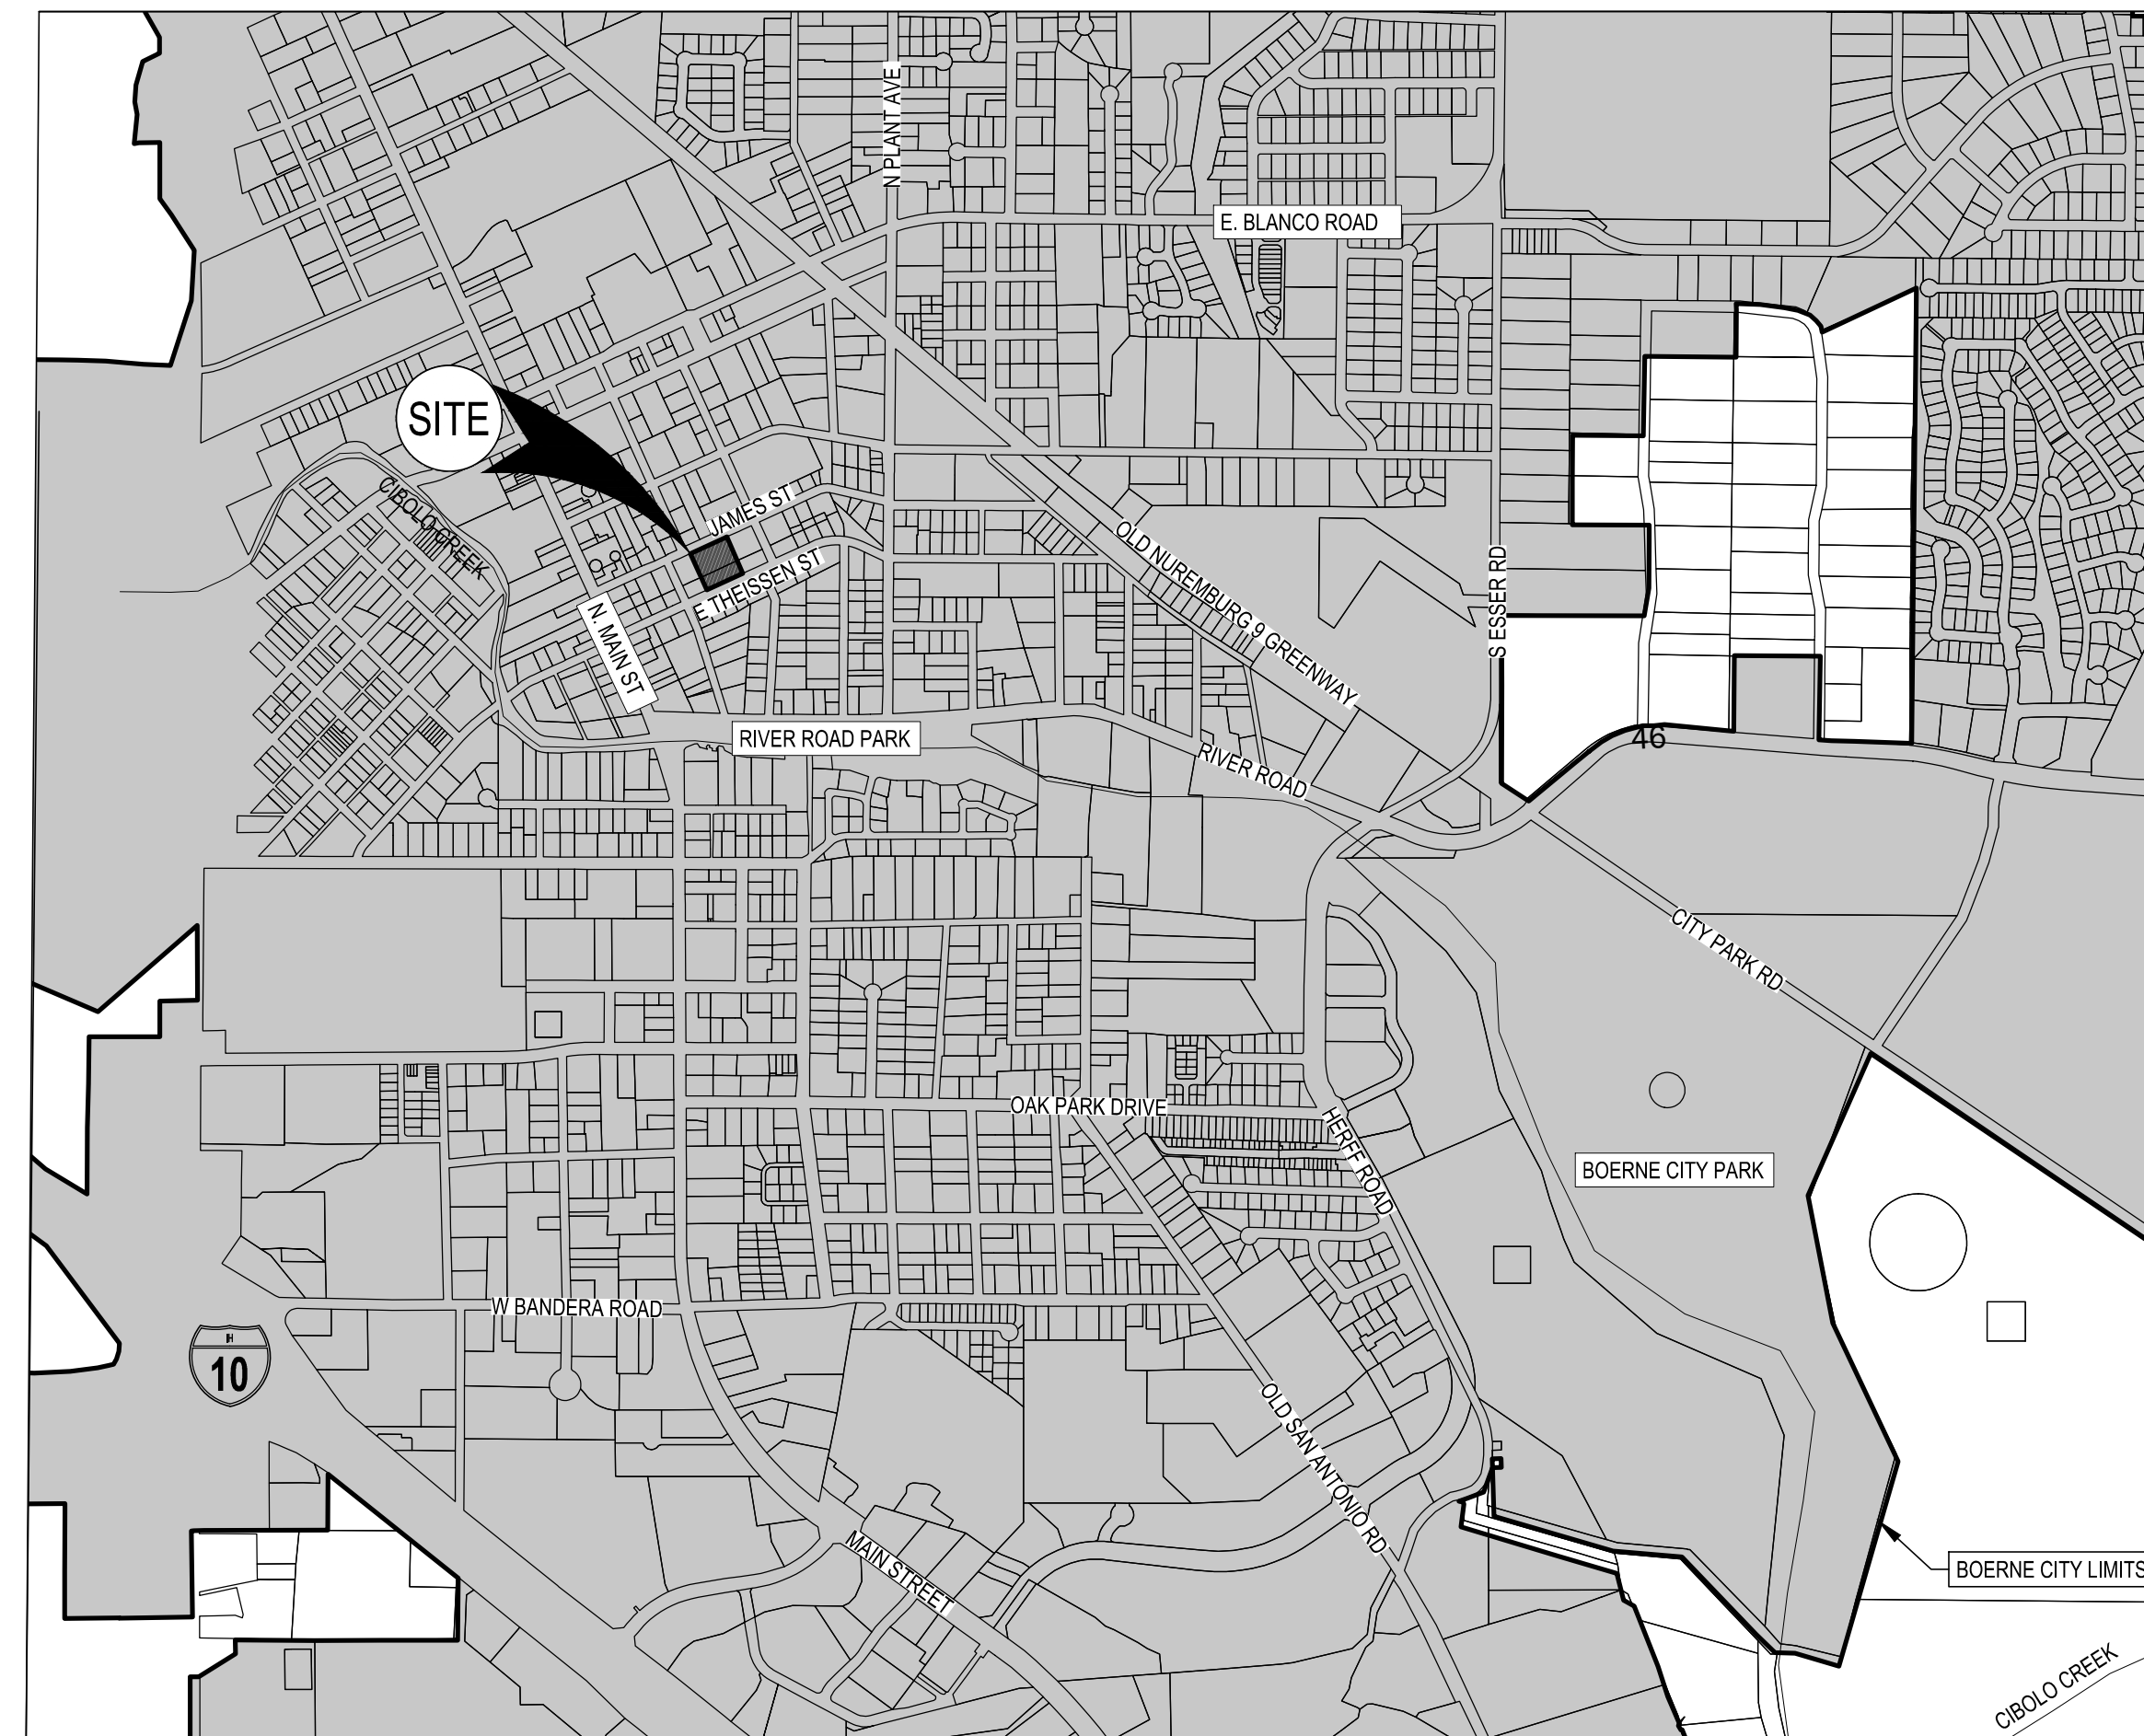 N PLANT AVE
E. BLANCO ROAD
SITE
CIBOLO CREEK
JAMES ST
E THEISSEN ST
N. MAIN ST
OLD NUREMBURG 9 GREENWAY
S ESSER RD
RIVER ROAD PARK
RIVER ROAD
46
CITY PARK RD
OAK PARK DRIVE
HERFF ROAD
BOERNE CITY PARK
W BANDERA ROAD
IH
10
OLD SAN ANTONIO RD
MAIN STREET
BOERNE CITY LIMITS
CIBOLO CREEK